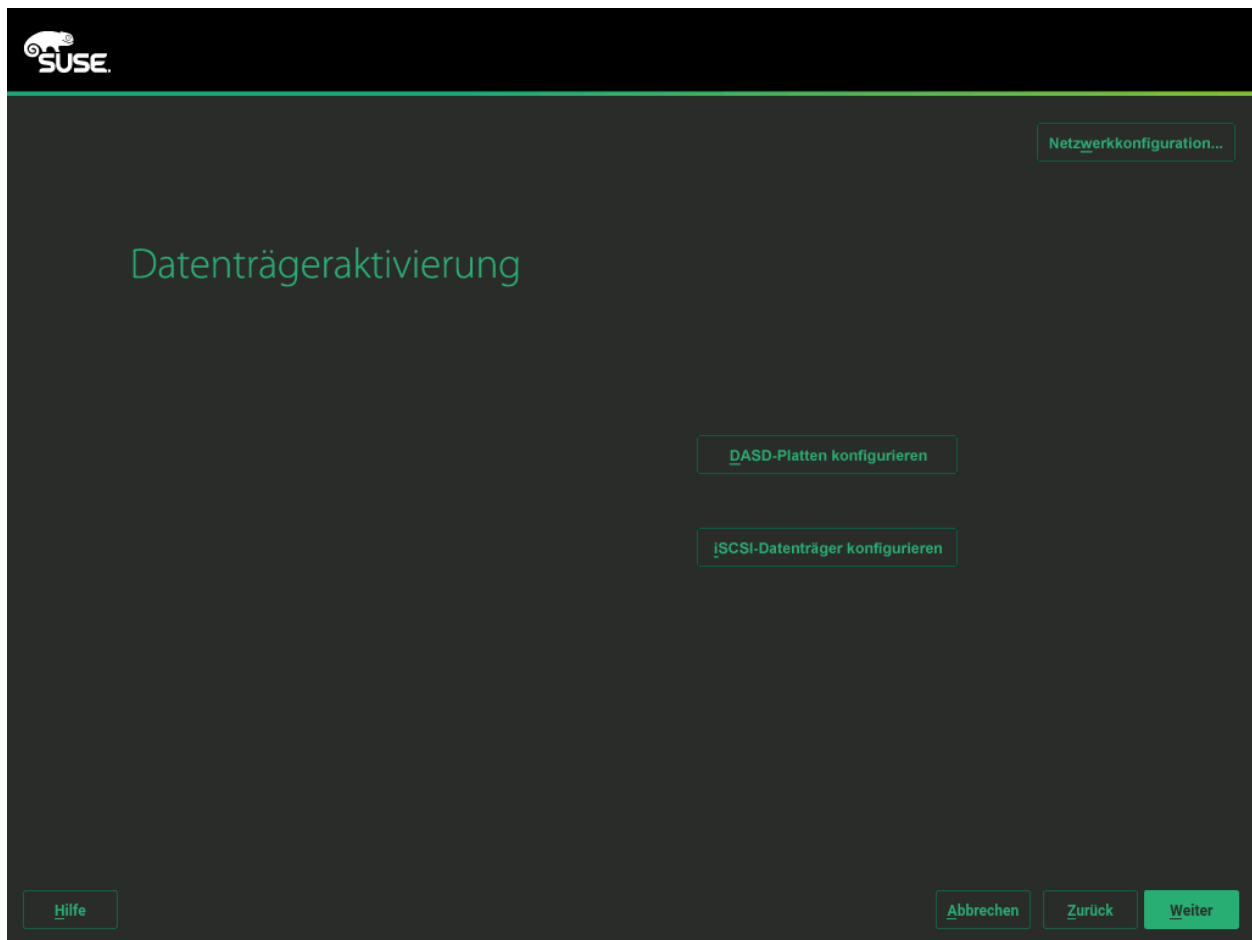 SUSE.
Netzwerkkonfiguration...
Datenträgeraktivierung
DASD-Platten konfigurieren
iSCSI-Datenträger konfigurieren
Hilfe
Abbrechen
Zurück
Weiter